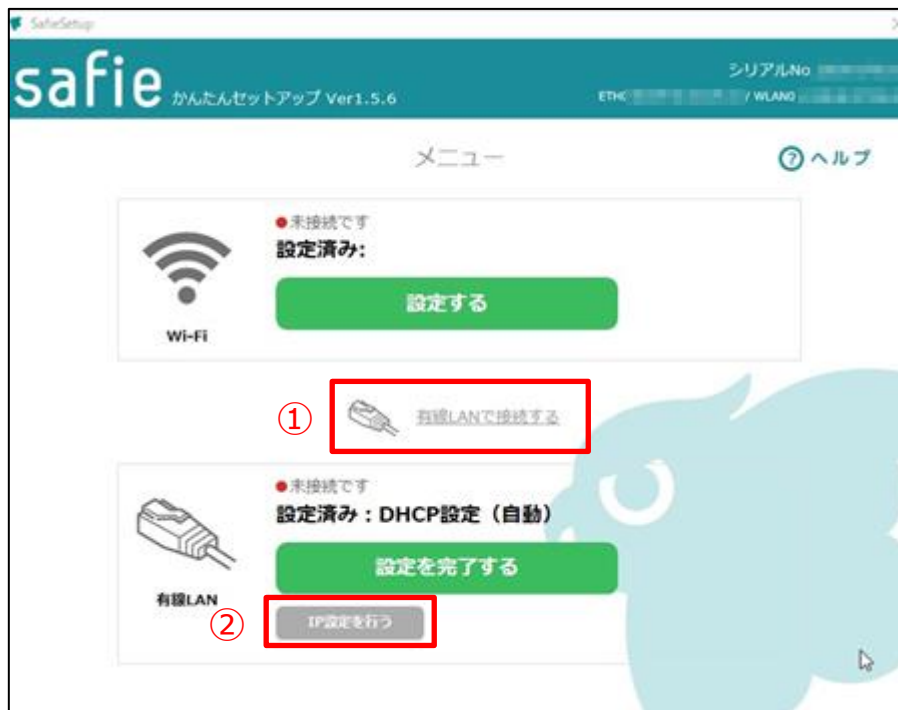 SafieSetup
safie かんたんセットアップ Ver1.5.6
シリアルNo
ETH0 / WLAN0
メニュー
? ヘルプ
●未接続です
設定済み:
設定する
Wi-Fi
① 有線LANで接続する
●未接続です
設定済み：DHCP設定（自動）
設定を完了する
有線LAN
② IP設定を行う